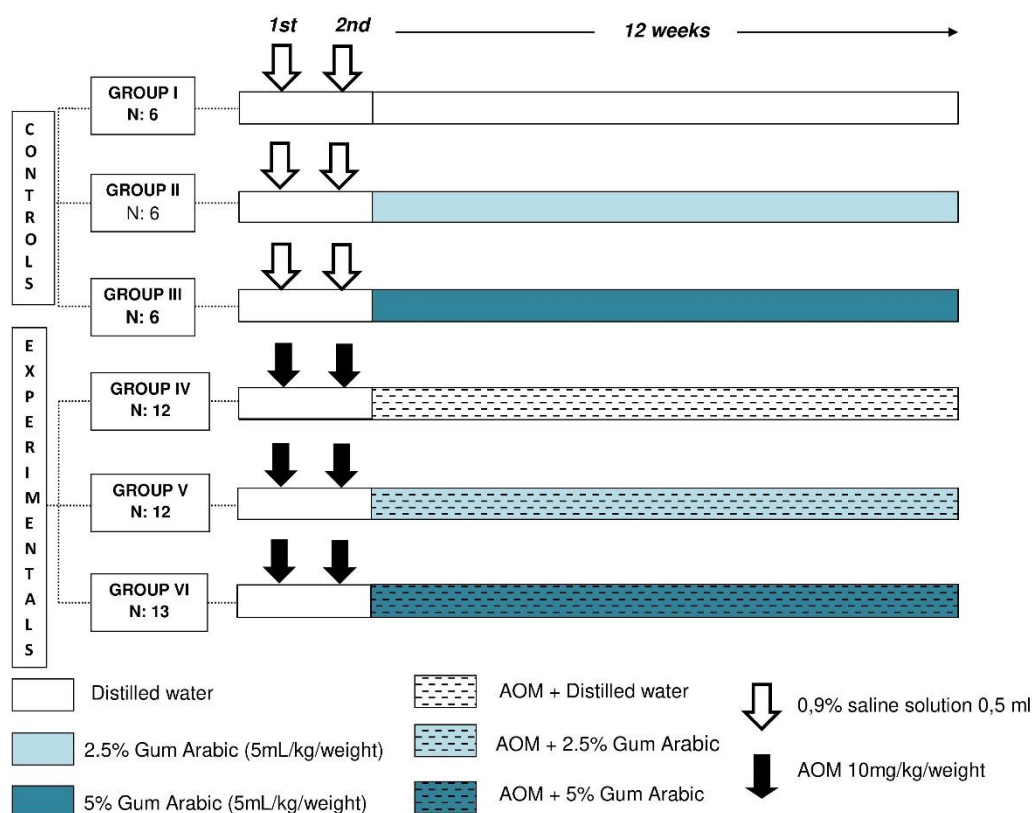 1st 2nd 12 weeks
CONTROLS
GROUP I
N: 6
GROUP II
N: 6
GROUP III
N: 6
EXPERIMENTALS
GROUP IV
N: 12
GROUP V
N: 12
GROUP VI
N: 13
Distilled water
2.5% Gum Arabic (5mL/kg/weight)
5% Gum Arabic (5mL/kg/weight)
AOM + Distilled water
AOM + 2.5% Gum Arabic
AOM + 5% Gum Arabic
0,9% saline solution 0,5 ml
AOM 10mg/kg/weight